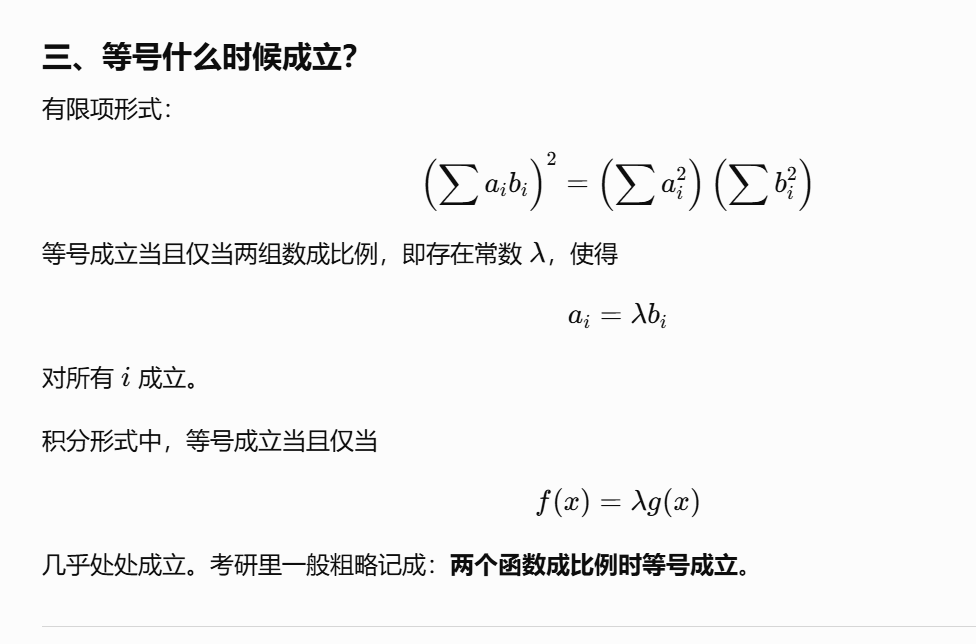 三、等号什么时候成立？
有限项形式：
(∑ a_i b_i)^2 = (∑ a_i^2) (∑ b_i^2)
等号成立当且仅当两组数成比例，即存在常数 λ，使得
a_i = λb_i
对所有 i 成立。
积分形式中，等号成立当且仅当
f(x) = λg(x)
几乎处处成立。考研里一般粗略记成：两个函数成比例时等号成立。